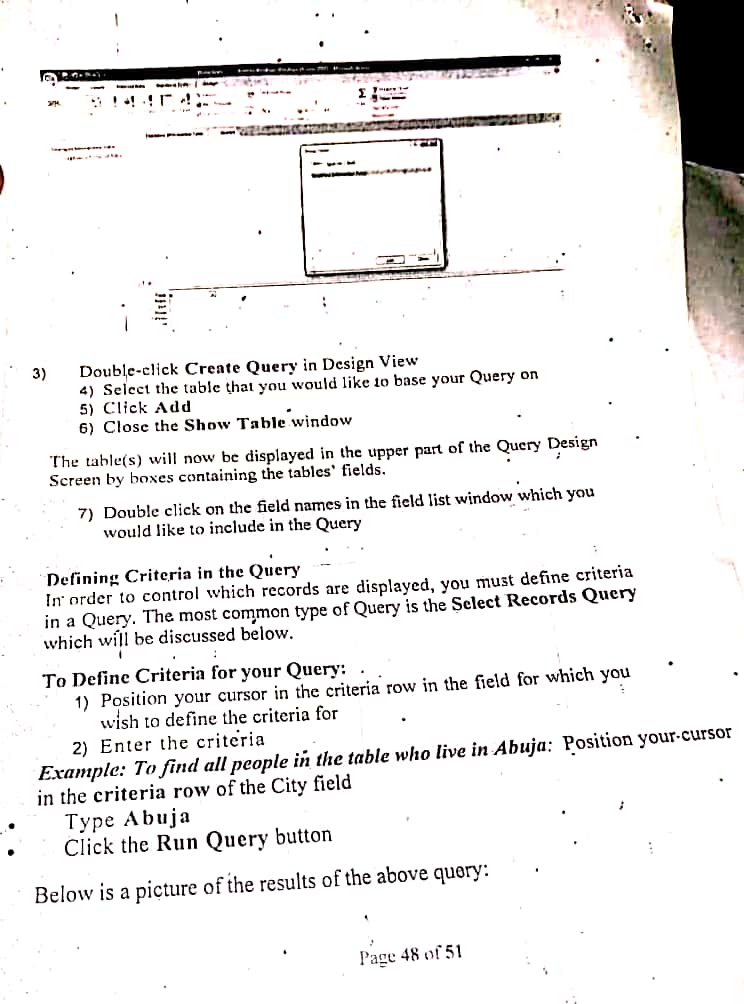 3) Double-click Create Query in Design View
4) Select the table that you would like to base your Query on
5) Click Add
6) Close the Show Table window
The table(s) will now be displayed in the upper part of the Query Design
Screen by boxes containing the tables' fields.
7) Double click on the field names in the field list window which you
would like to include in the Query
Defining Criteria in the Query
In order to control which records are displayed, you must define criteria
in a Query. The most common type of Query is the Select Records Query
which will be discussed below.
To Define Criteria for your Query:
1) Position your cursor in the criteria row in the field for which you
wish to define the criteria for
2) Enter the criteria
Example: To find all people in the table who live in Abuja: Position your cursor
in the criteria row of the City field
• Type Abuja
• Click the Run Query button
Below is a picture of the results of the above query:
Page 48 of 51